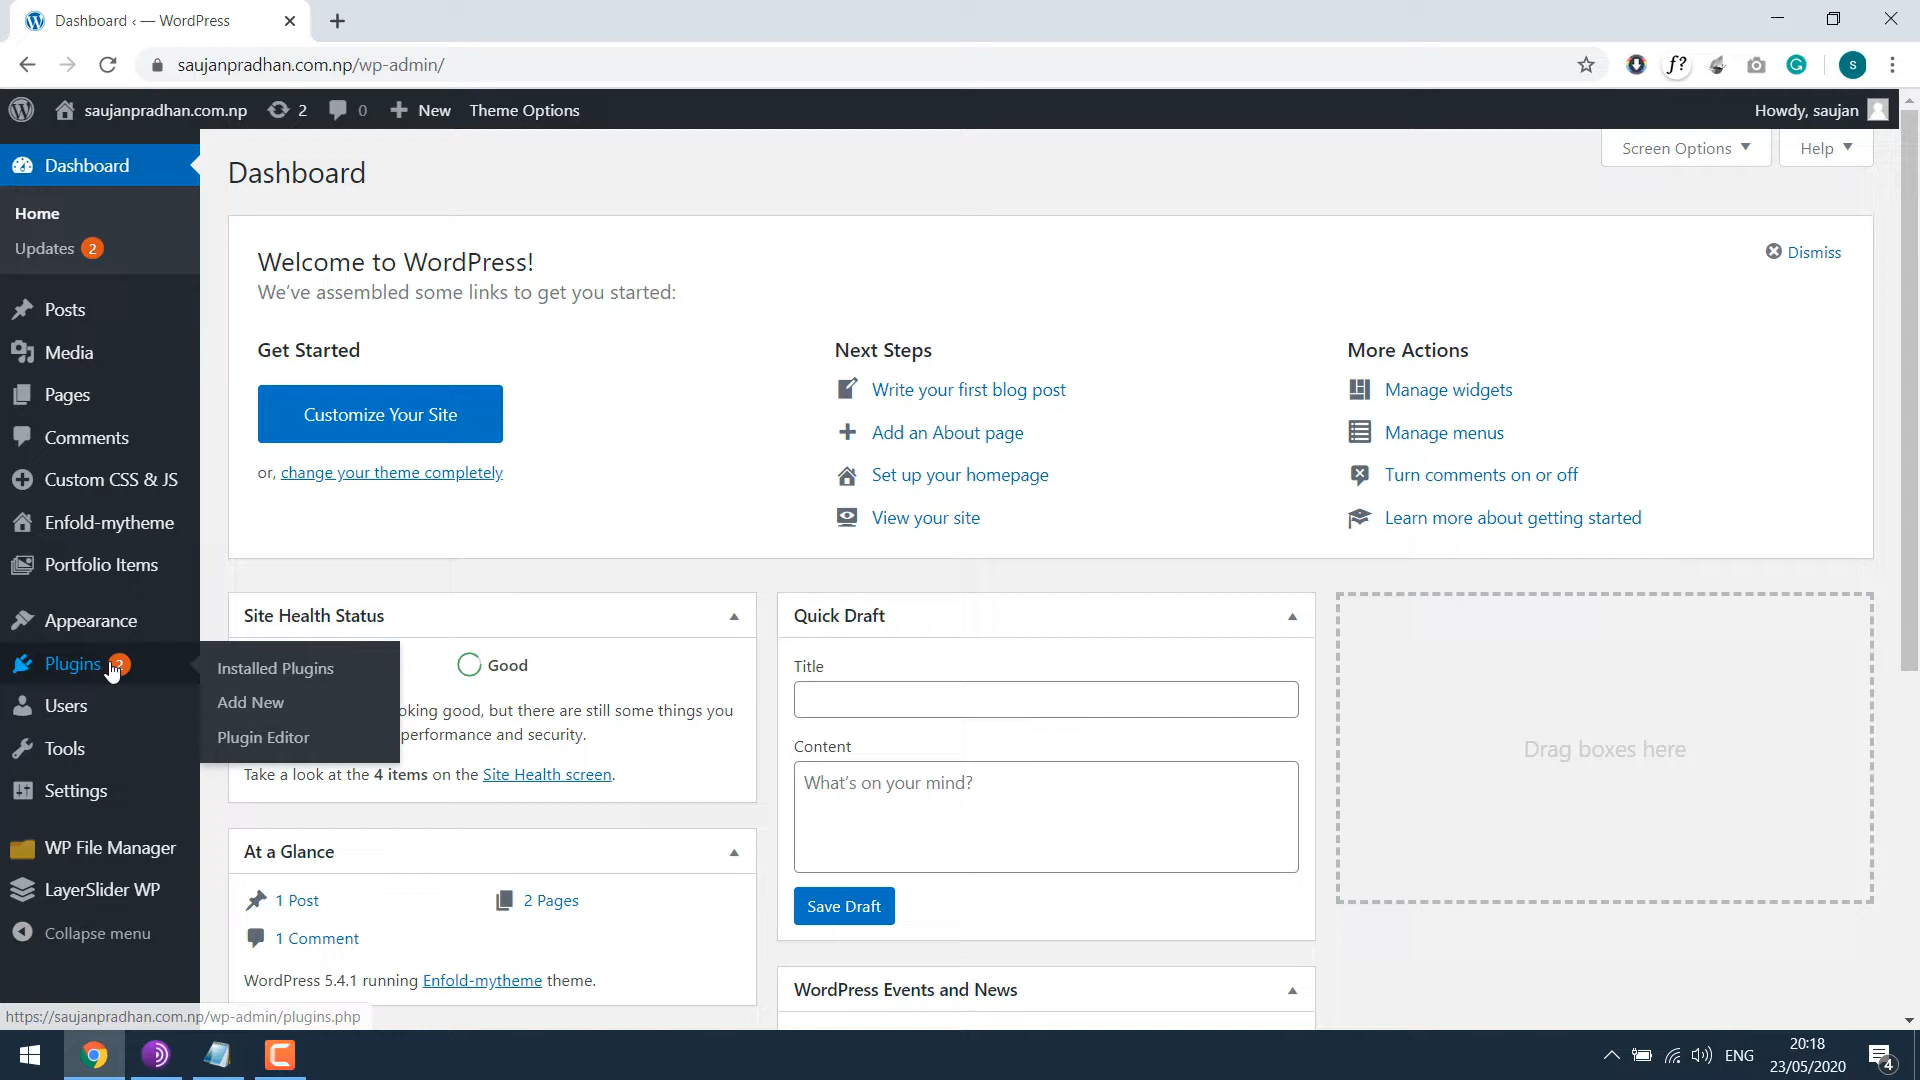 Dashboard ‹ — WordPress
saujanpradhan.com.np/wp-admin/
f?
S
saujanpradhan.com.np 2 0 New Theme Options
Howdy, saujan
Dashboard
Home
Updates 2
Posts
Media
Pages
Comments
Custom CSS & JS
Enfold-mytheme
Portfolio Items
Appearance
Plugins
Users
Tools
Settings
WP File Manager
LayerSlider WP
Collapse menu
Installed Plugins
Add New
Plugin Editor
Dashboard
Screen Options
Help
Welcome to WordPress!
We've assembled some links to get you started:
Dismiss
Get Started
Customize Your Site
or, change your theme completely
Next Steps
Write your first blog post
Add an About page
Set up your homepage
View your site
More Actions
Manage widgets
Manage menus
Turn comments on or off
Learn more about getting started
Site Health Status
Good
oking good, but there are still some things you
performance and security.
Take a look at the 4 items on the Site Health screen.
At a Glance
1 Post
2 Pages
1 Comment
WordPress 5.4.1 running Enfold-mytheme theme.
Quick Draft
Title
Content
What's on your mind?
Save Draft
WordPress Events and News
Drag boxes here
https://saujanpradhan.com.np/wp-admin/plugins.php
ENG
20:18
23/05/2020
4